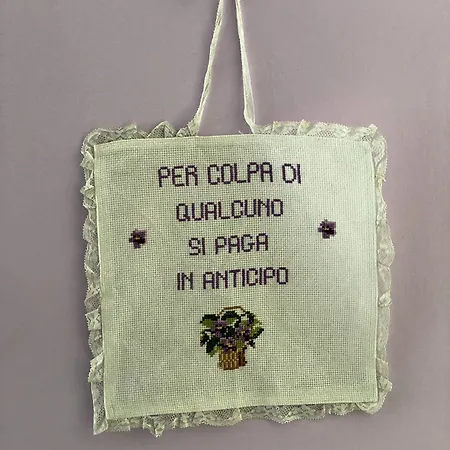 PER COLPA DI
QUALCUNO
SI PAGA
IN ANTICIPO